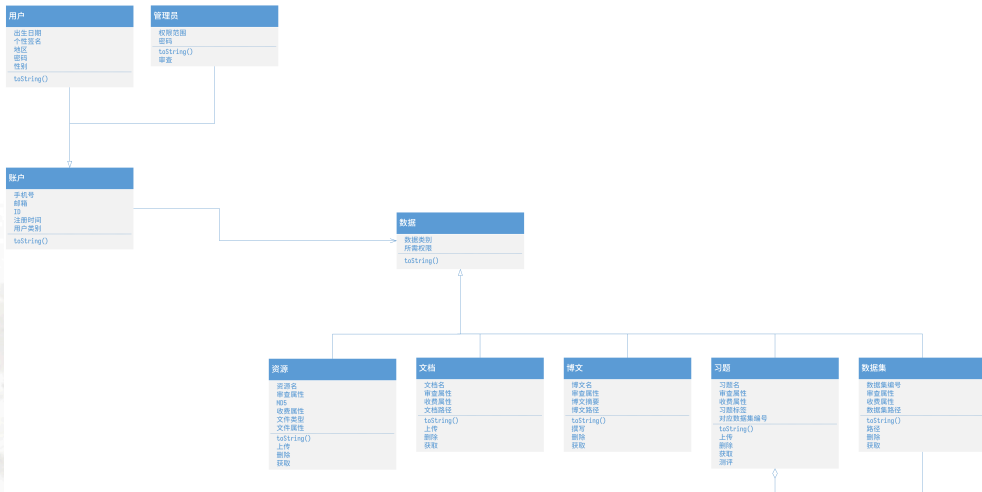 用户
出生日期
个性签名
地区
密码
性别
toString()
管理员
权限范围
密码
toString()
审查
账户
手机号
邮箱
ID
注册时间
用户类别
toString()
数据
数据类别
所需权限
toString()
资源
资源名
审查属性
MD5
收费属性
文件类型
文件属性
toString()
上传
删除
获取
文档
文档名
审查属性
收费属性
文档路径
toString()
上传
删除
获取
博文
博文名
审查属性
博文摘要
博文路径
toString()
撰写
删除
获取
习题
习题名
审查属性
收费属性
习题标签
对应数据集编号
toString()
上传
删除
获取
测评
数据集
数据集编号
审查属性
收费属性
数据集路径
toString()
路径
删除
获取